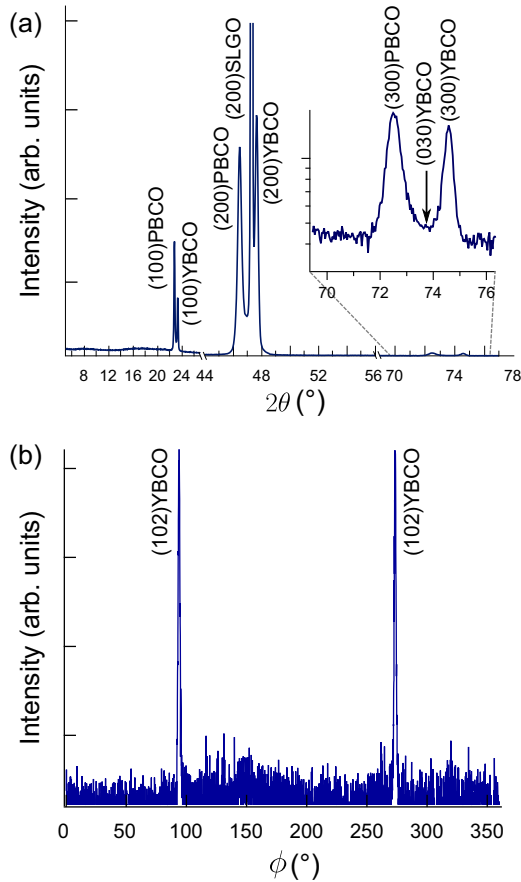 (a)
Intensity (arb. units)
(100)PBCO
(100)YBCO
(200)PBCO
(200)SLGO
(200)YBCO
(300)PBCO
(030)YBCO
(300)YBCO
70 72 74 76
8 12 16 20 24 44 48 52 56 70 74 78
2θ (°)
(b)
Intensity (arb. units)
(102)YBCO
(102)YBCO
0 50 100 150 200 250 300 350
ϕ (°)